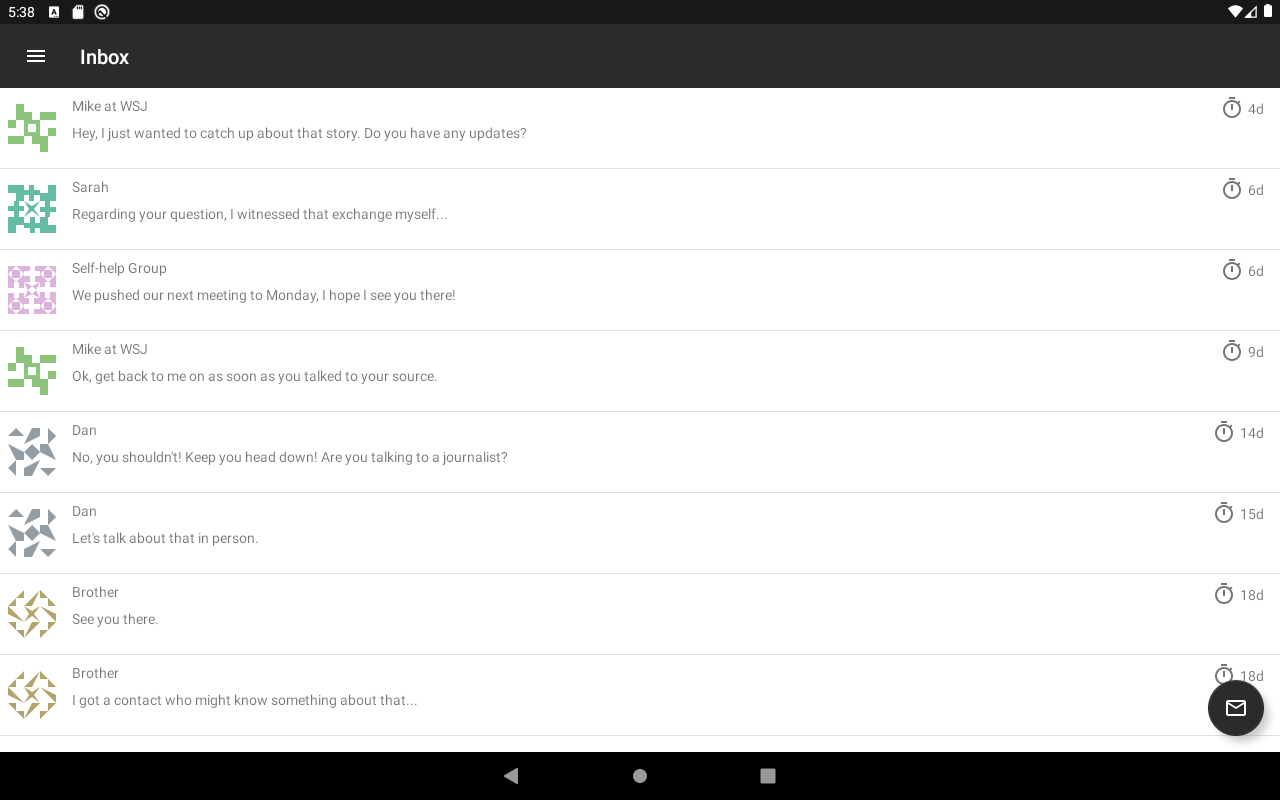 5:38
Inbox
Mike at WSJ
4d
Hey, I just wanted to catch up about that story. Do you have any updates?
Sarah
6d
Regarding your question, I witnessed that exchange myself...
Self-help Group
6d
We pushed our next meeting to Monday, I hope I see you there!
Mike at WSJ
9d
Ok, get back to me on as soon as you talked to your source.
Dan
14d
No, you shouldn't! Keep you head down! Are you talking to a journalist?
Dan
15d
Let's talk about that in person.
Brother
18d
See you there.
Brother
18d
I got a contact who might know something about that...